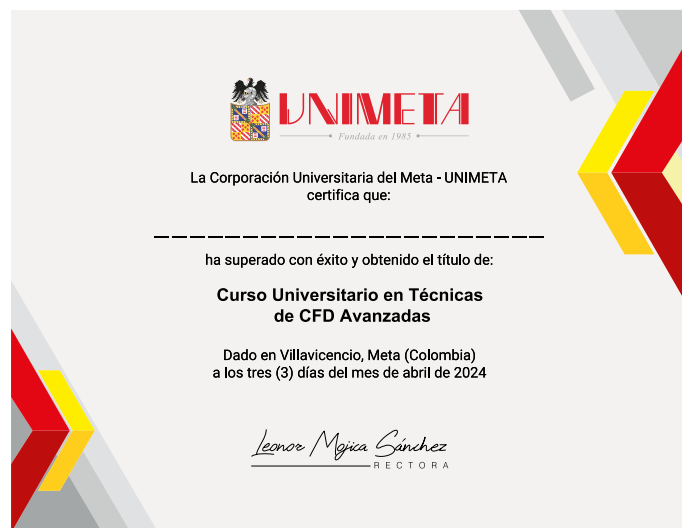 UNIMETA
Fundada en 1985
La Corporación Universitaria del Meta - UNIMETA
certifica que:
ha superado con éxito y obtenido el título de:
Curso Universitario en Técnicas
de CFD Avanzadas
Dado en Villavicencio, Meta (Colombia)
a los tres (3) días del mes de abril de 2024
Leonor Mojica Sánchez
RECTORA